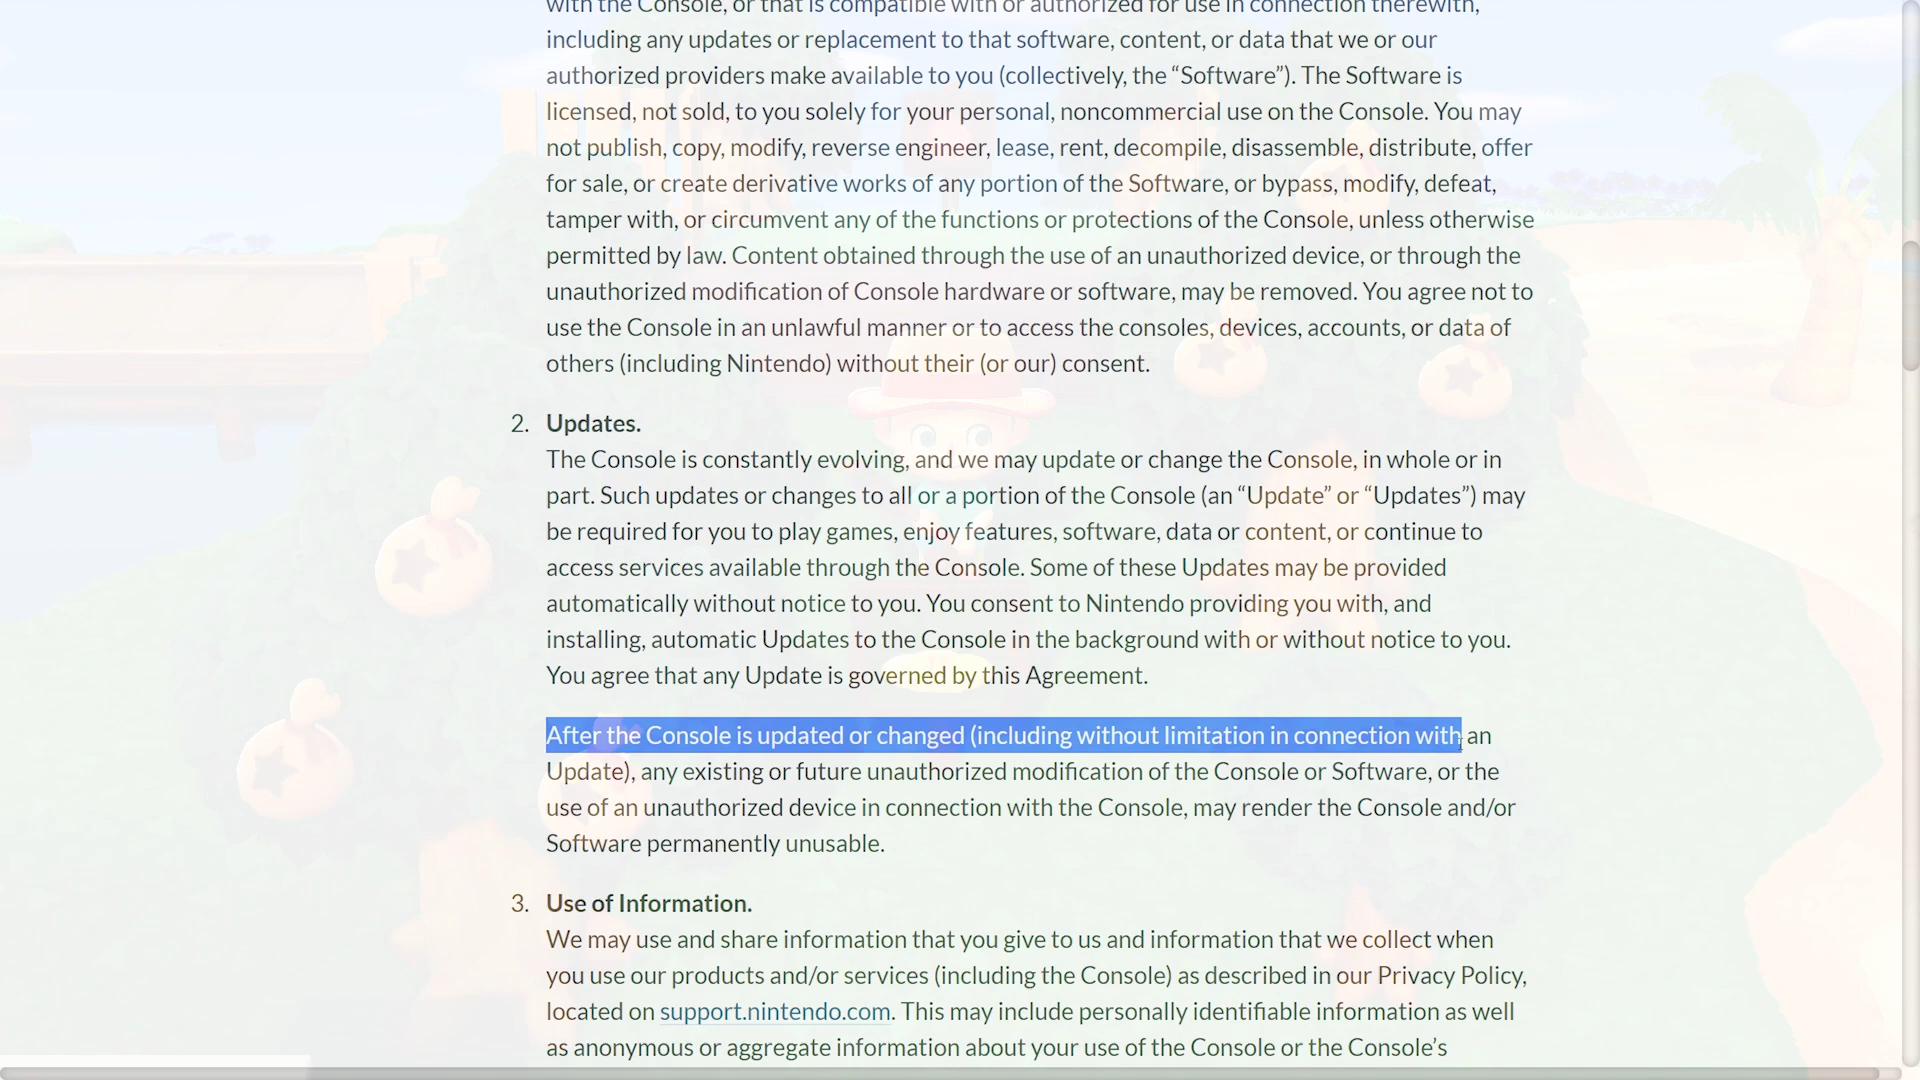 with the Console, or that is compatible with or authorized for use in connection therewith,
including any updates or replacement to that software, content, or data that we or our
authorized providers make available to you (collectively, the “Software”). The Software is
licensed, not sold, to you solely for your personal, noncommercial use on the Console. You may
not publish, copy, modify, reverse engineer, lease, rent, decompile, disassemble, distribute, offer
for sale, or create derivative works of any portion of the Software, or bypass, modify, defeat,
tamper with, or circumvent any of the functions or protections of the Console, unless otherwise
permitted by law. Content obtained through the use of an unauthorized device, or through the
unauthorized modification of Console hardware or software, may be removed. You agree not to
use the Console in an unlawful manner or to access the consoles, devices, accounts, or data of
others (including Nintendo) without their (or our) consent.
2. Updates.
The Console is constantly evolving, and we may update or change the Console, in whole or in
part. Such updates or changes to all or a portion of the Console (an “Update” or “Updates”) may
be required for you to play games, enjoy features, software, data or content, or continue to
access services available through the Console. Some of these Updates may be provided
automatically without notice to you. You consent to Nintendo providing you with, and
installing, automatic Updates to the Console in the background with or without notice to you.
You agree that any Update is governed by this Agreement.
After the Console is updated or changed (including without limitation in connection with an
Update), any existing or future unauthorized modification of the Console or Software, or the
use of an unauthorized device in connection with the Console, may render the Console and/or
Software permanently unusable.
3. Use of Information.
We may use and share information that you give to us and information that we collect when
you use our products and/or services (including the Console) as described in our Privacy Policy,
located on support.nintendo.com. This may include personally identifiable information as well
as anonymous or aggregate information about your use of the Console or the Console’s